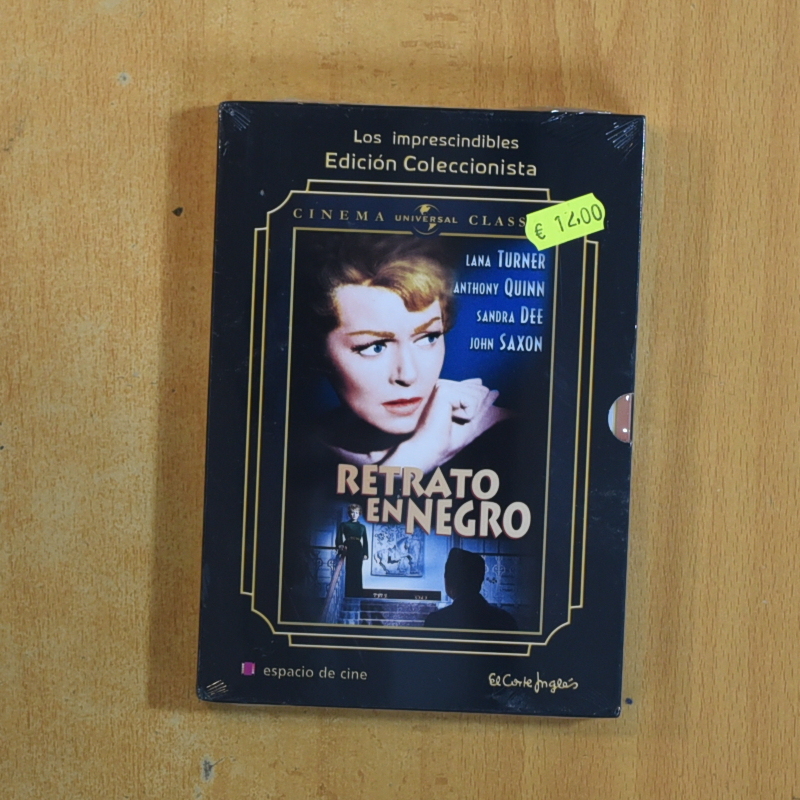 Los imprescindibles
Edición Coleccionista
CINEMA UNIVERSAL CLASS
€ 12,00
LANA TURNER
ANTHONY QUINN
SANDRA DEE
JOHN SAXON
RETRATO
EN NEGRO
espacio de cine
El Corte Inglés